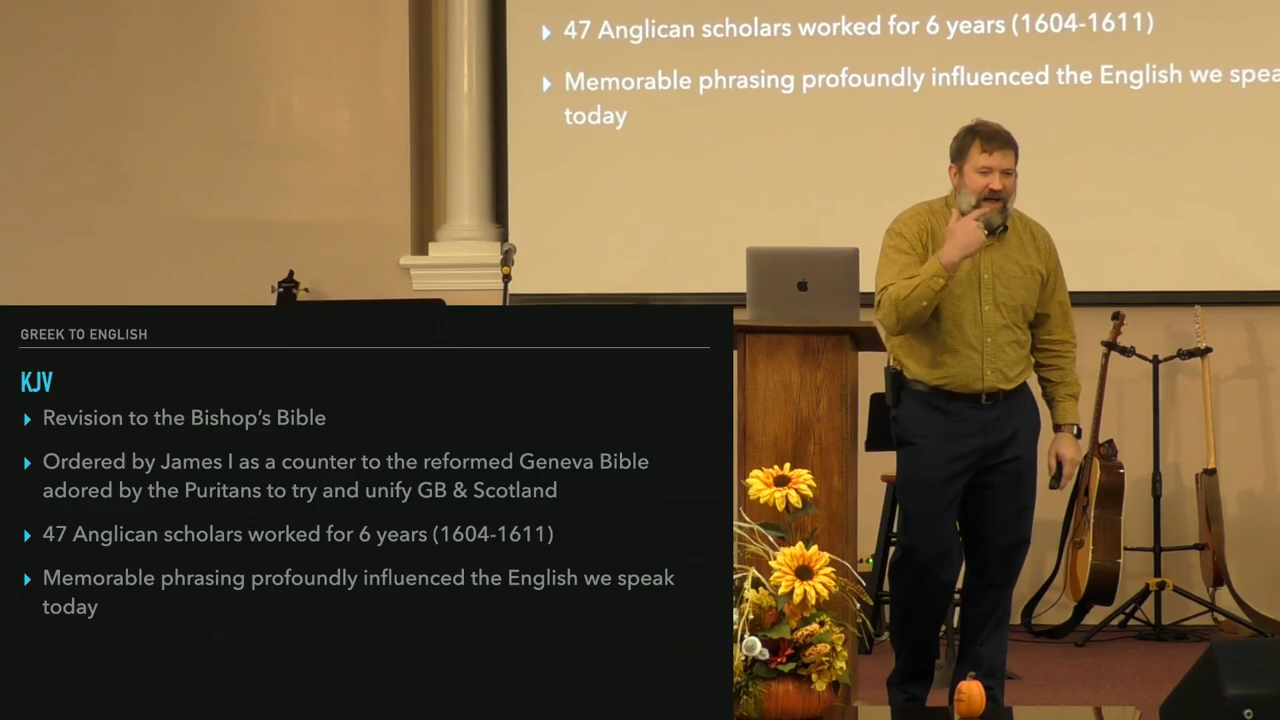 47 Anglican scholars worked for 6 years (1604-1611)
Memorable phrasing profoundly influenced the English we spea
today
GREEK TO ENGLISH
KJV
Revision to the Bishop’s Bible
Ordered by James I as a counter to the reformed Geneva Bible
adored by the Puritans to try and unify GB & Scotland
47 Anglican scholars worked for 6 years (1604-1611)
Memorable phrasing profoundly influenced the English we speak
today